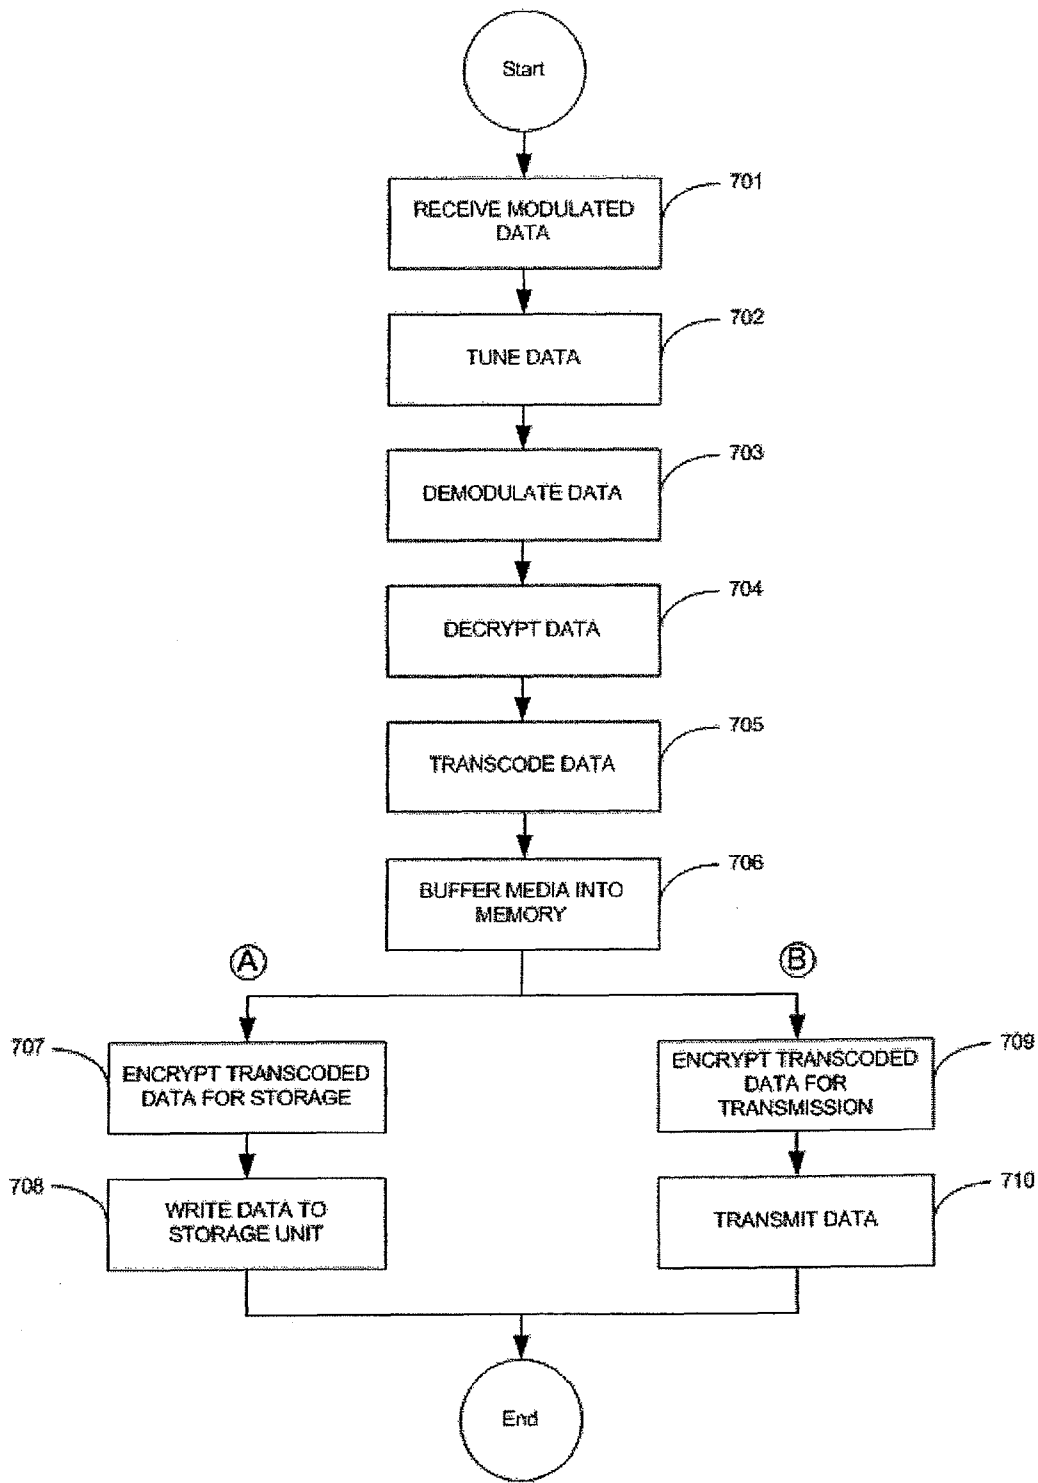 Start
701
RECEIVE MODULATED
DATA
702
TUNE DATA
703
DEMODULATE DATA
704
DECRYPT DATA
705
TRANSCODE DATA
706
BUFFER MEDIA INTO
MEMORY
A
B
707
ENCRYPT TRANSCODED
DATA FOR STORAGE
709
ENCRYPT TRANSCODED
DATA FOR
TRANSMISSION
708
WRITE DATA TO
STORAGE UNIT
710
TRANSMIT DATA
End